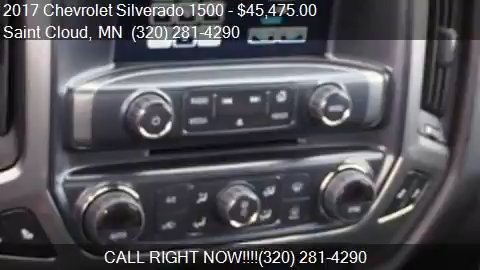 2017 Chevrolet Silverado 1500 - $45,475.00
Saint Cloud, MN (320) 281-4290
AUTO
CALL RIGHT NOW!!!!(320) 281-4290